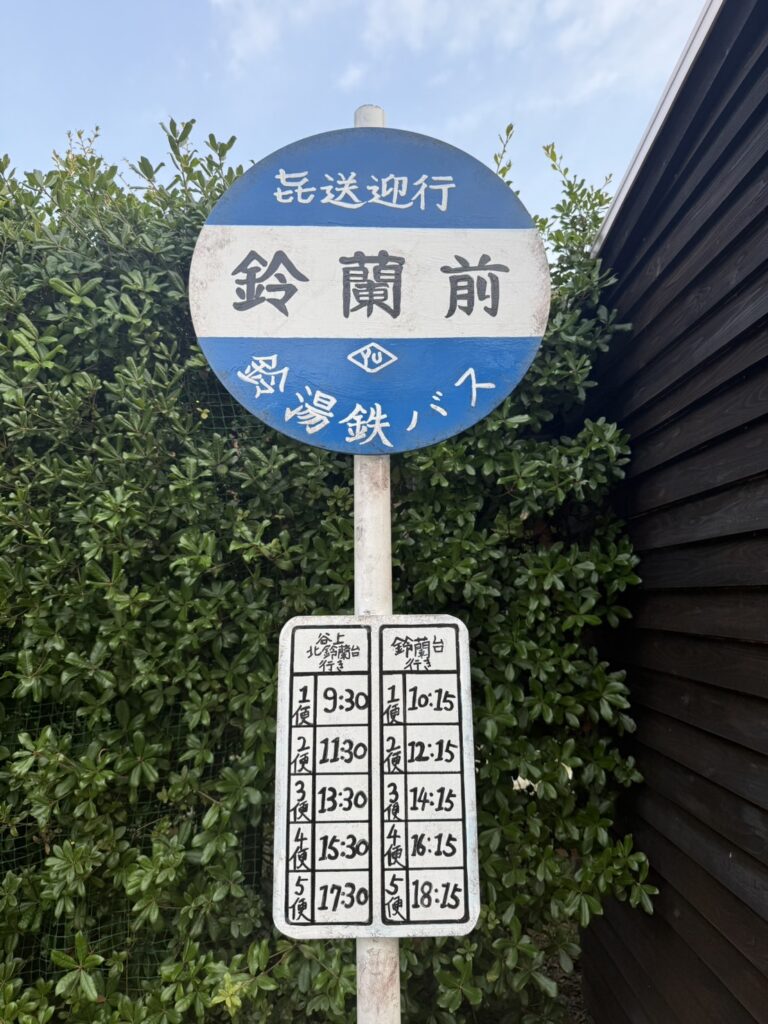 㐂送迎行
鈴蘭前
YU
鈴湯鉄バス
谷上
北鈴蘭台
行き
鈴蘭台
行き
1便 9:30 1便 10:15
2便 11:30 2便 12:15
3便 13:30 3便 14:15
4便 15:30 4便 16:15
5便 17:30 5便 18:15